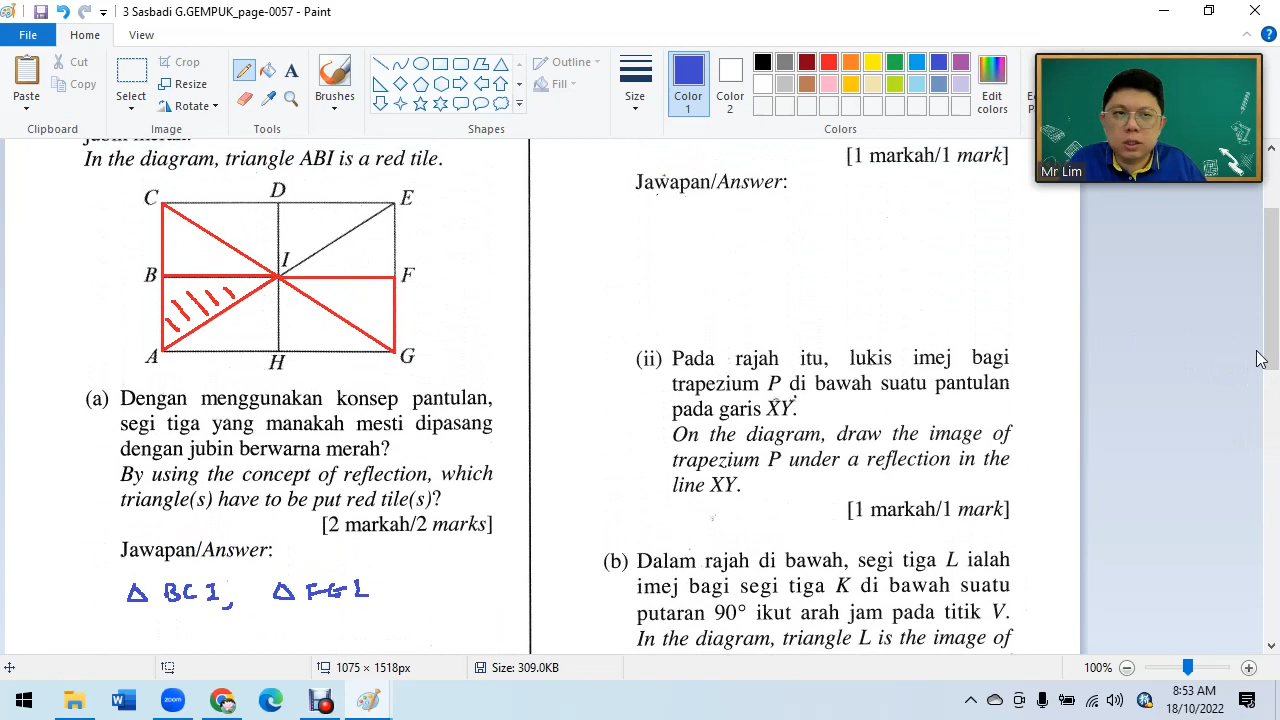 3 Sasbadi G.GEMPUK_page-0057 - Paint
File
Home
View
Paste
Cut
Copy
Clipboard
Select
Crop
Resize
Rotate
Image
Tools
Brushes
Shapes
Outline
Fill
Size
Color 1
Color 2
Edit colors
Colors
Mr Lim
In the diagram, triangle ABI is a red tile.
C D E
B I F
A H G
(a) Dengan menggunakan konsep pantulan,
segi tiga yang manakah mesti dipasang
dengan jubin berwarna merah?
By using the concept of reflection, which
triangle(s) have to be put red tile(s)?
[2 markah/2 marks]
Jawapan/Answer:
Δ BCI, Δ FGI
[1 markah/1 mark]
Jawapan/Answer:
(ii) Pada rajah itu, lukis imej bagi
trapezium P di bawah suatu pantulan
pada garis XY.
On the diagram, draw the image of
trapezium P under a reflection in the
line XY.
[1 markah/1 mark]
(b) Dalam rajah di bawah, segi tiga L ialah
imej bagi segi tiga K di bawah suatu
putaran 90° ikut arah jam pada titik V.
In the diagram, triangle L is the image of
1075 × 1518px
Size: 309.0KB
100%
zoom
8:53 AM
18/10/2022